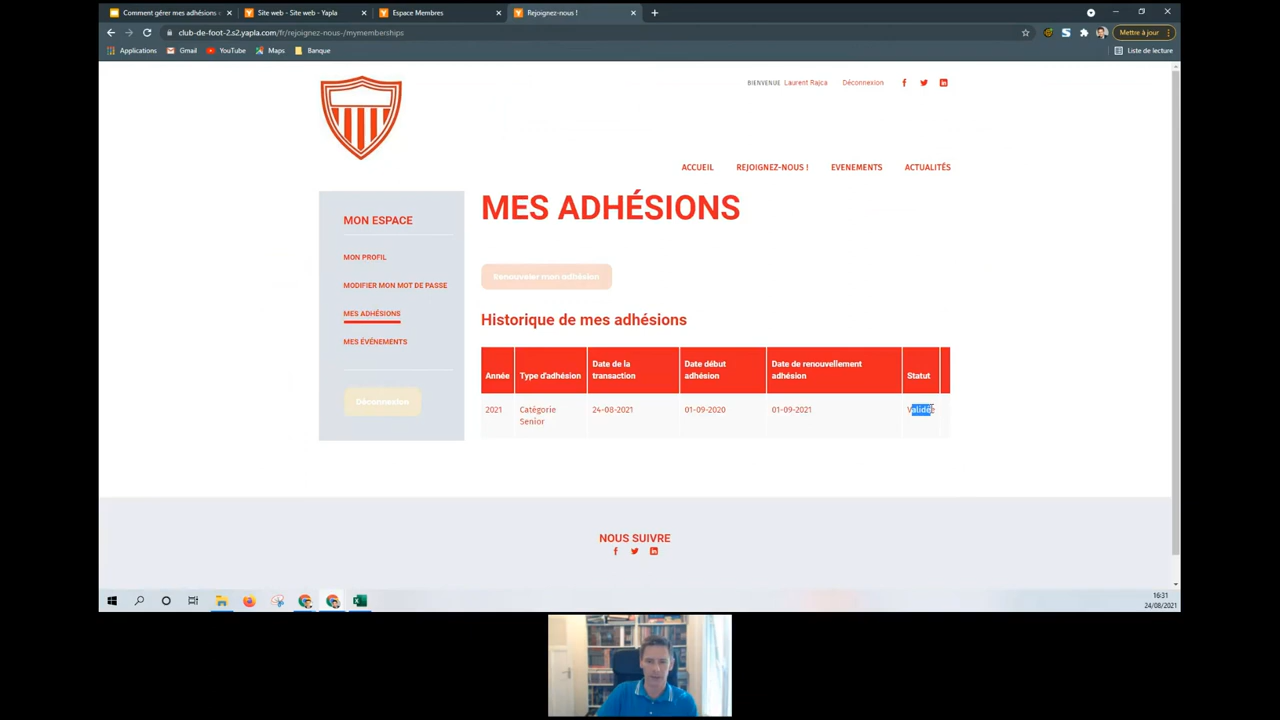 Comment gérer mes adhésions e
Site web - Site web - Yapla
Espace Membres
Rejoignez-nous !
club-de-foot-2.s2.yapla.com/fr/rejoignez-nous-/mymemberships
Mettre à jour
Applications
Gmail
YouTube
Maps
Banque
Liste de lecture
BIENVENUE Laurent Rajca Déconnexion
ACCUEIL REJOIGNEZ-NOUS ! EVENEMENTS ACTUALITÉS
MON ESPACE
MON PROFIL
MODIFIER MON MOT DE PASSE
MES ADHÉSIONS
MES ÉVÉNEMENTS
Déconnexion
MES ADHÉSIONS
Renouveler mon adhésion
Historique de mes adhésions
Année
Type d'adhésion
Date de la
transaction
Date début
adhésion
Date de renouvellement
adhésion
Statut
2021
Catégorie
Senior
24-08-2021
01-09-2020
01-09-2021
Validée
NOUS SUIVRE
16:31
24/08/2021